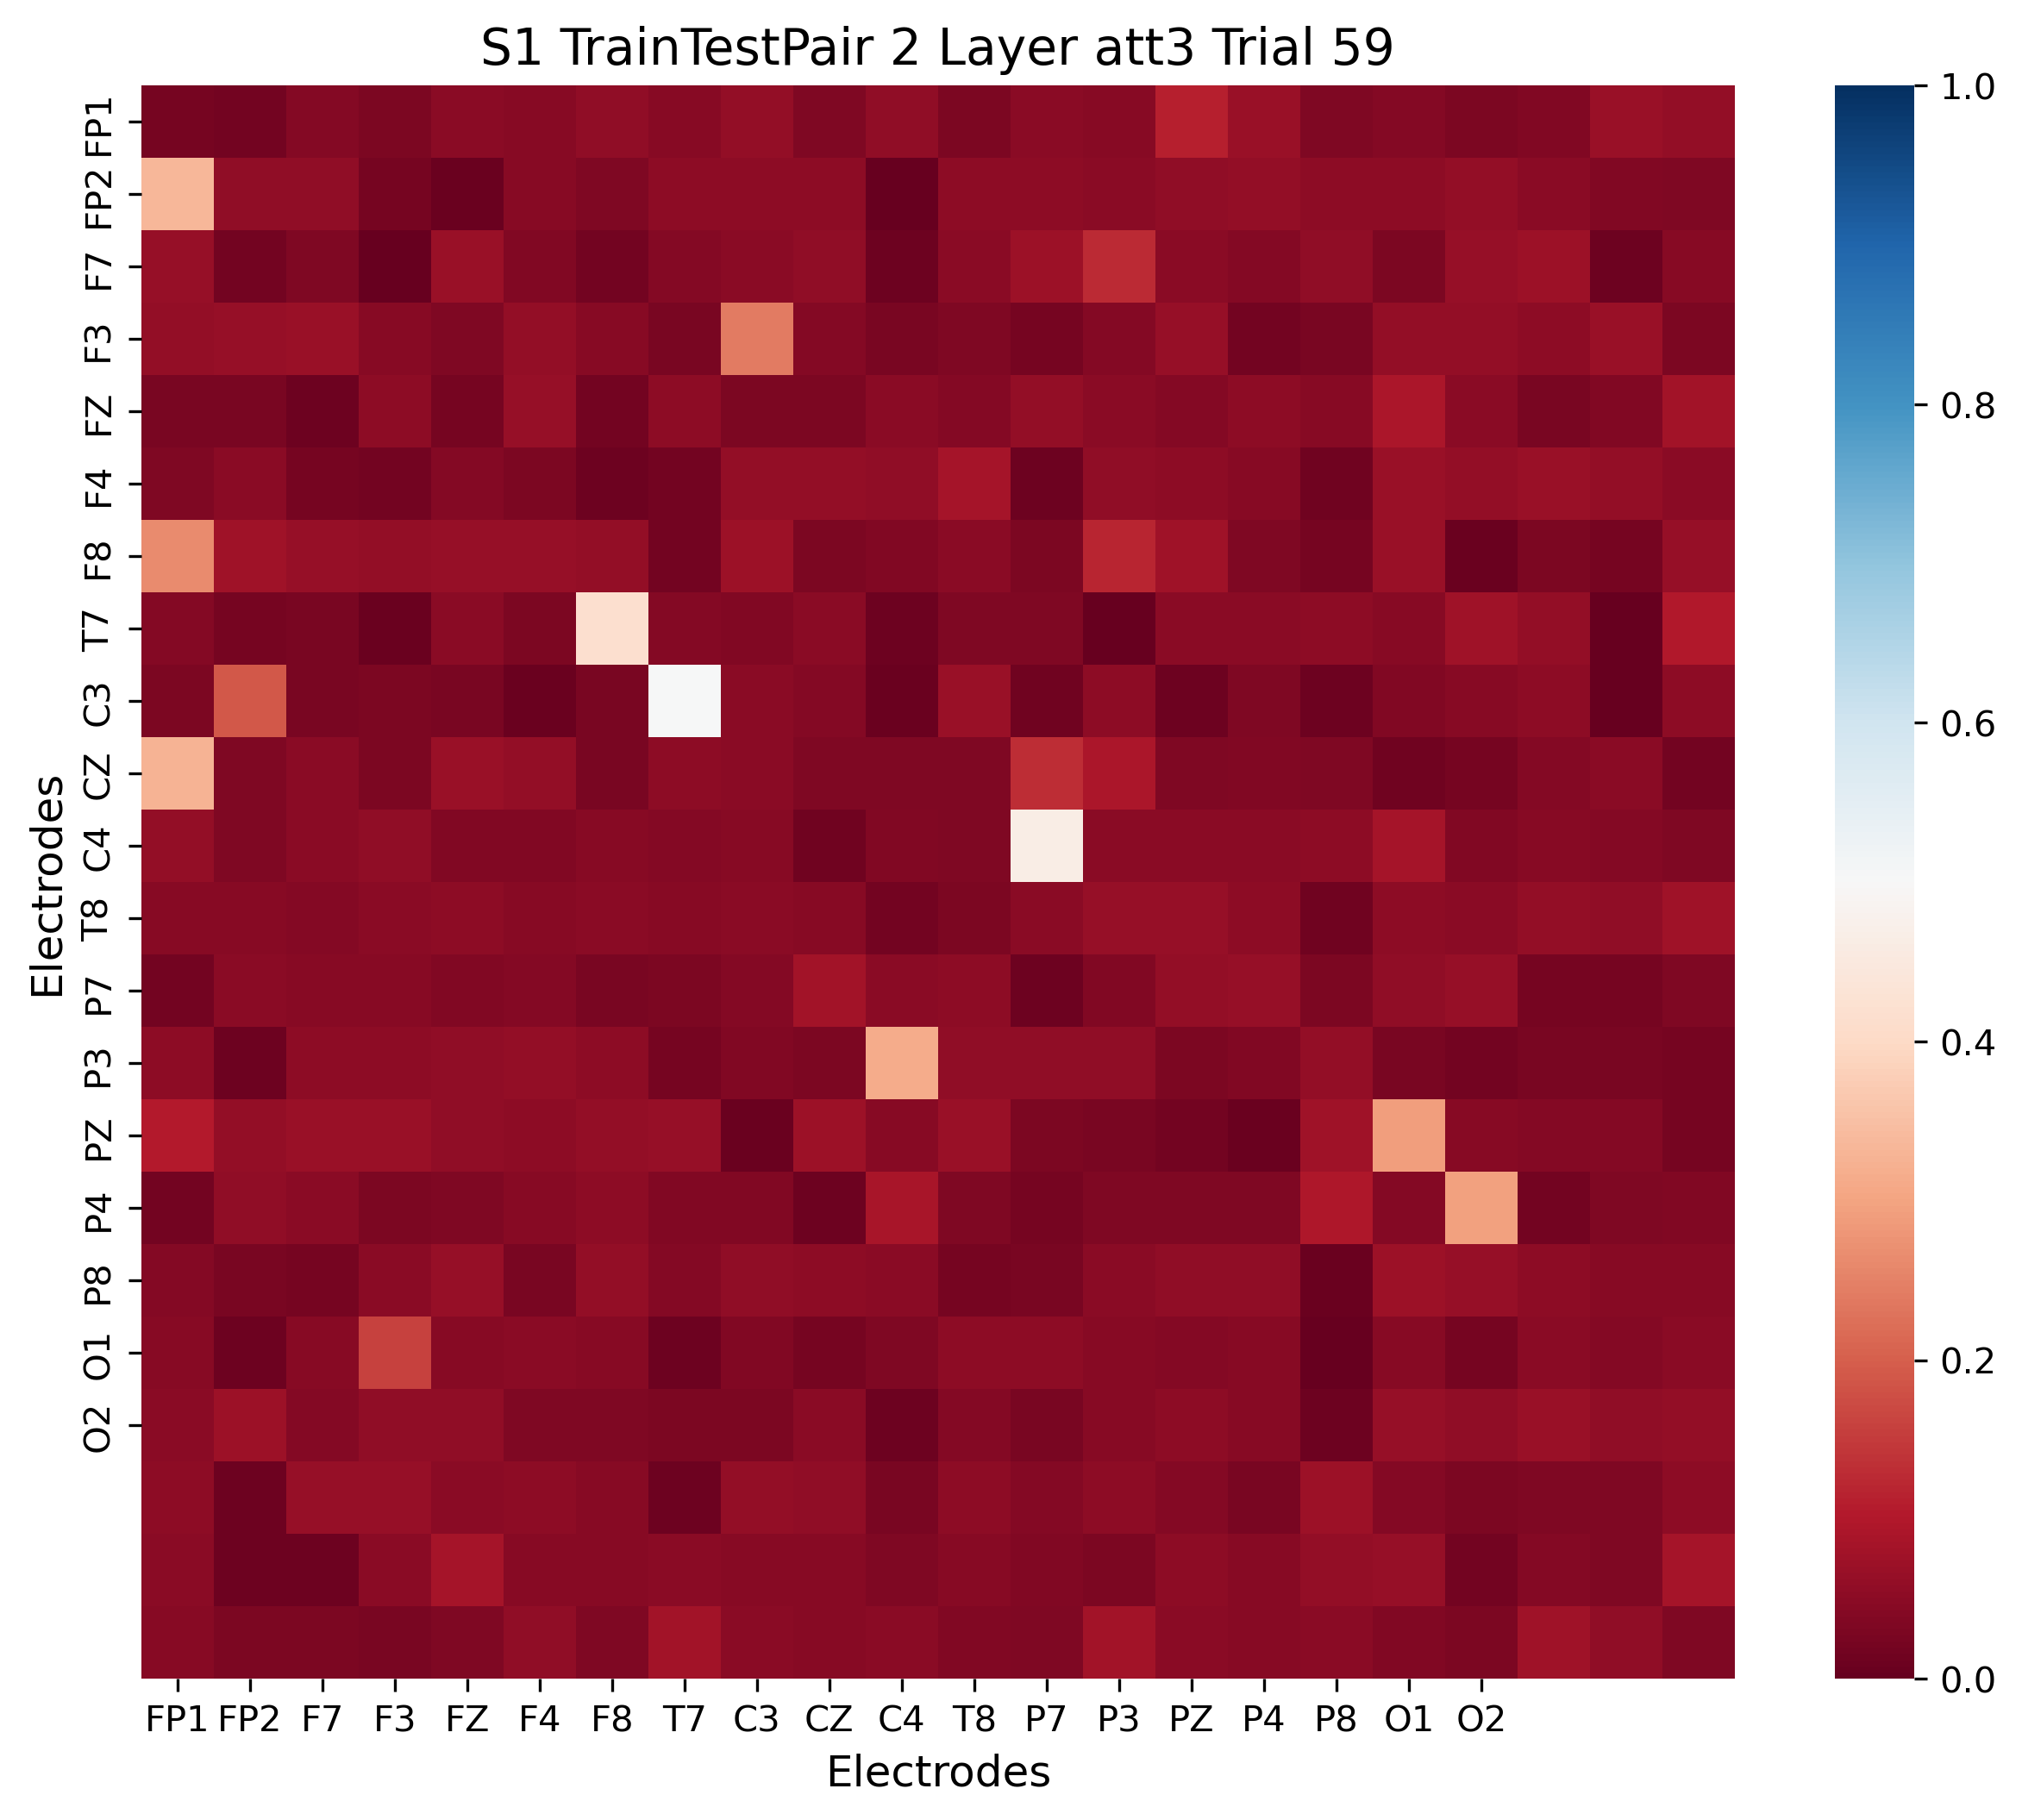 S1 TrainTestPair 2 Layer att3 Trial 59
Electrodes
FP1
FP2
F7
F3
FZ
F4
F8
T7
C3
CZ
C4
T8
P7
P3
PZ
P4
P8
O1
O2
FP1 FP2 F7 F3 FZ F4 F8 T7 C3 CZ C4 T8 P7 P3 PZ P4 P8 O1 O2
Electrodes
1.0
0.8
0.6
0.4
0.2
0.0